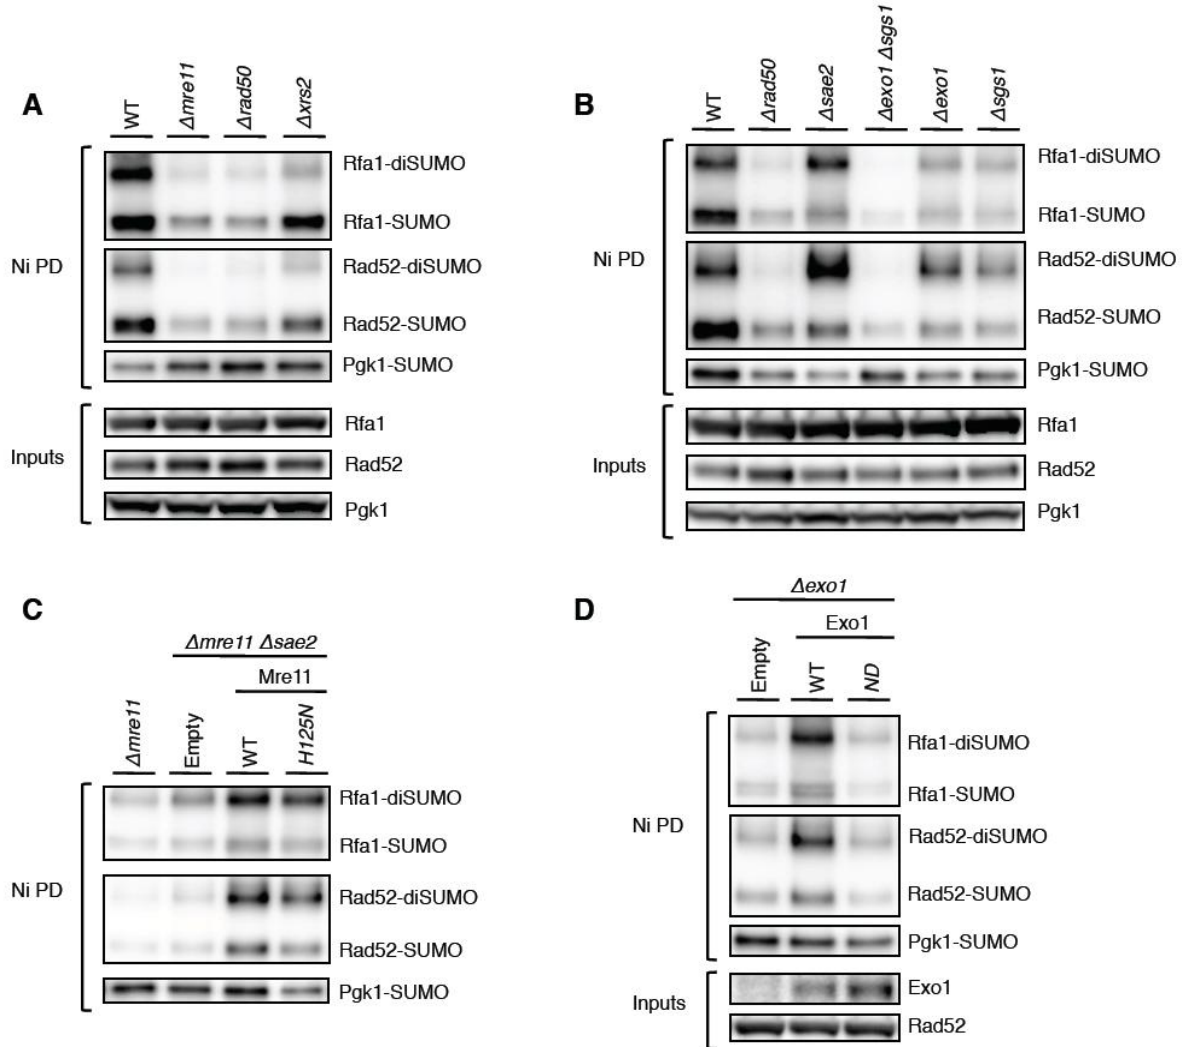 A
WT
Δmre11
Δrad50
Δxrs2
Ni PD
Rfa1-diSUMO
Rfa1-SUMO
Rad52-diSUMO
Rad52-SUMO
Pgk1-SUMO
Inputs
Rfa1
Rad52
Pgk1
B
WT
Δrad50
Δsae2
Δexo1 Δsgs1
Δexo1
Δsgs1
Ni PD
Rfa1-diSUMO
Rfa1-SUMO
Rad52-diSUMO
Rad52-SUMO
Pgk1-SUMO
Inputs
Rfa1
Rad52
Pgk1
C
Δmre11 Δsae2
Mre11
Δmre11
Empty
WT
H125N
Ni PD
Rfa1-diSUMO
Rfa1-SUMO
Rad52-diSUMO
Rad52-SUMO
Pgk1-SUMO
D
Δexo1
Exo1
Empty
WT
ND
Ni PD
Rfa1-diSUMO
Rfa1-SUMO
Rad52-diSUMO
Rad52-SUMO
Pgk1-SUMO
Inputs
Exo1
Rad52